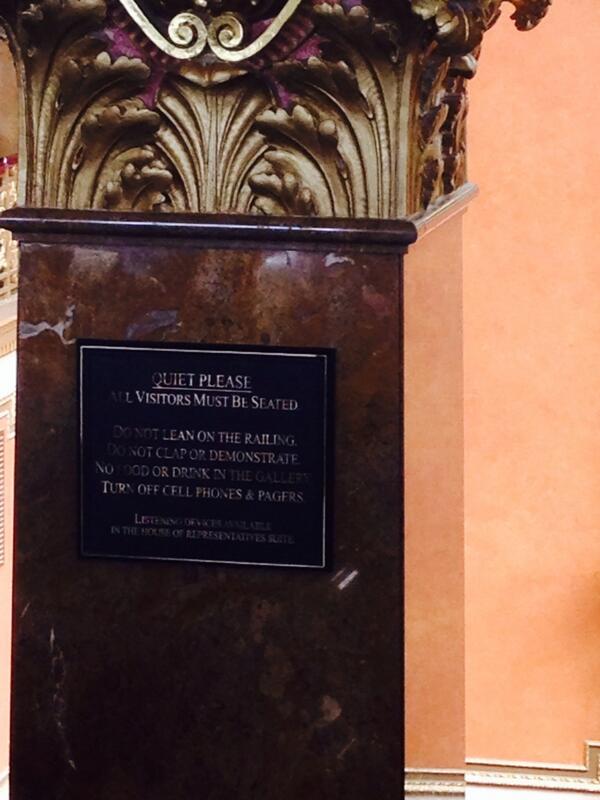 QUIET PLEASE
ALL VISITORS MUST BE SEATED
DO NOT LEAN ON THE RAILING.
DO NOT CLAP OR DEMONSTRATE.
NO FOOD OR DRINK IN THE GALLERY.
TURN OFF CELL PHONES & PAGERS.
LISTENING DEVICES AVAILABLE
IN THE HOUSE OF REPRESENTATIVES SUITE.